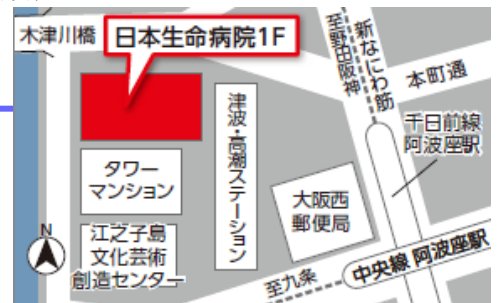 木津川橋
日本生命病院1F
至野田阪神
新なにわ筋
本町通
千日前線
阿波座駅
津波・高潮ステーション
タワー
マンション
大阪西
郵便局
N
江之子島
文化芸術
創造センター
至九条
中央線 阿波座駅